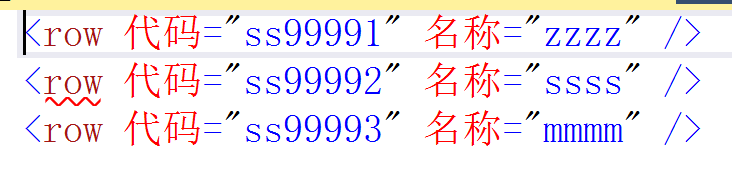 <row 代码="ss99991" 名称="zzzz" />
<row 代码="ss99992" 名称="ssss" />
<row 代码="ss99993" 名称="mmmm" />